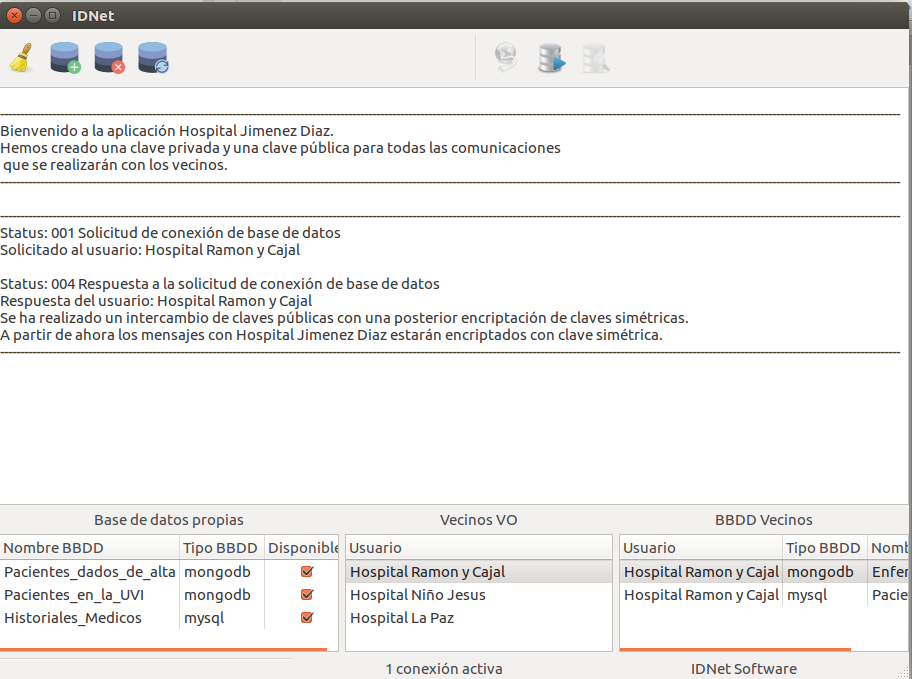 IDNet
Bienvenido a la aplicación Hospital Jimenez Diaz.
Hemos creado una clave privada y una clave pública para todas las comunicaciones
que se realizarán con los vecinos.
Status: 001 Solicitud de conexión de base de datos
Solicitado al usuario: Hospital Ramon y Cajal
Status: 004 Respuesta a la solicitud de conexión de base de datos
Respuesta del usuario: Hospital Ramon y Cajal
Se ha realizado un intercambio de claves públicas con una posterior encriptación de claves simétricas.
A partir de ahora los mensajes con Hospital Jimenez Diaz estarán encriptados con clave simétrica.
Base de datos propias
Nombre BBDD Tipo BBDD Disponible
Pacientes_dados_de_alta mongodb
Pacientes_en_la_UVI mongodb
Historiales_Medicos mysql
Vecinos VO
Usuario
Hospital Ramon y Cajal
Hospital Niño Jesus
Hospital La Paz
BBDD Vecinos
Usuario Tipo BBDD Nomb
Hospital Ramon y Cajal mongodb Enfer
Hospital Ramon y Cajal mysql Pacie
1 conexión activa
IDNet Software